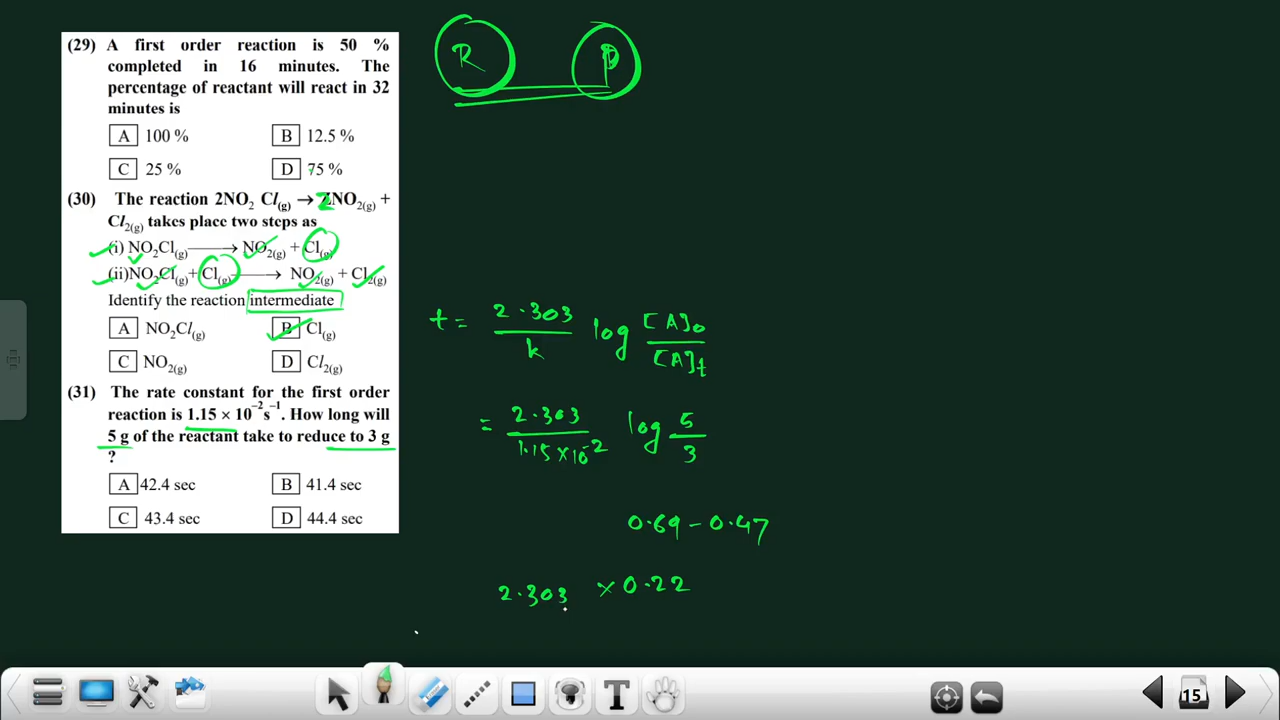 (29) A first order reaction is 50 %
completed in 16 minutes. The
percentage of reactant will react in 32
minutes is
A 100 % B 12.5 %
C 25 % D 75 %
(30) The reaction 2NO₂ Cl(g) → 2NO₂(g) +
Cl₂(g) takes place two steps as
(i) NO₂Cl(g) ⟶ NO₂(g) + Cl(g)
(ii)NO₂Cl(g) + Cl(g) ⟶ NO₂(g) + Cl₂(g)
Identify the reaction intermediate
A NO₂Cl(g) B Cl(g)
C NO₂(g) D Cl₂(g)
(31) The rate constant for the first order
reaction is 1.15 × 10⁻² s⁻¹. How long will
5 g of the reactant take to reduce to 3 g
?
A 42.4 sec B 41.4 sec
C 43.4 sec D 44.4 sec
R P
t = 2.303/k log [A]₀/[A]t
= 2.303/1.15×10⁻² log 5/3
0.69 - 0.47
2.303 × 0.22
15